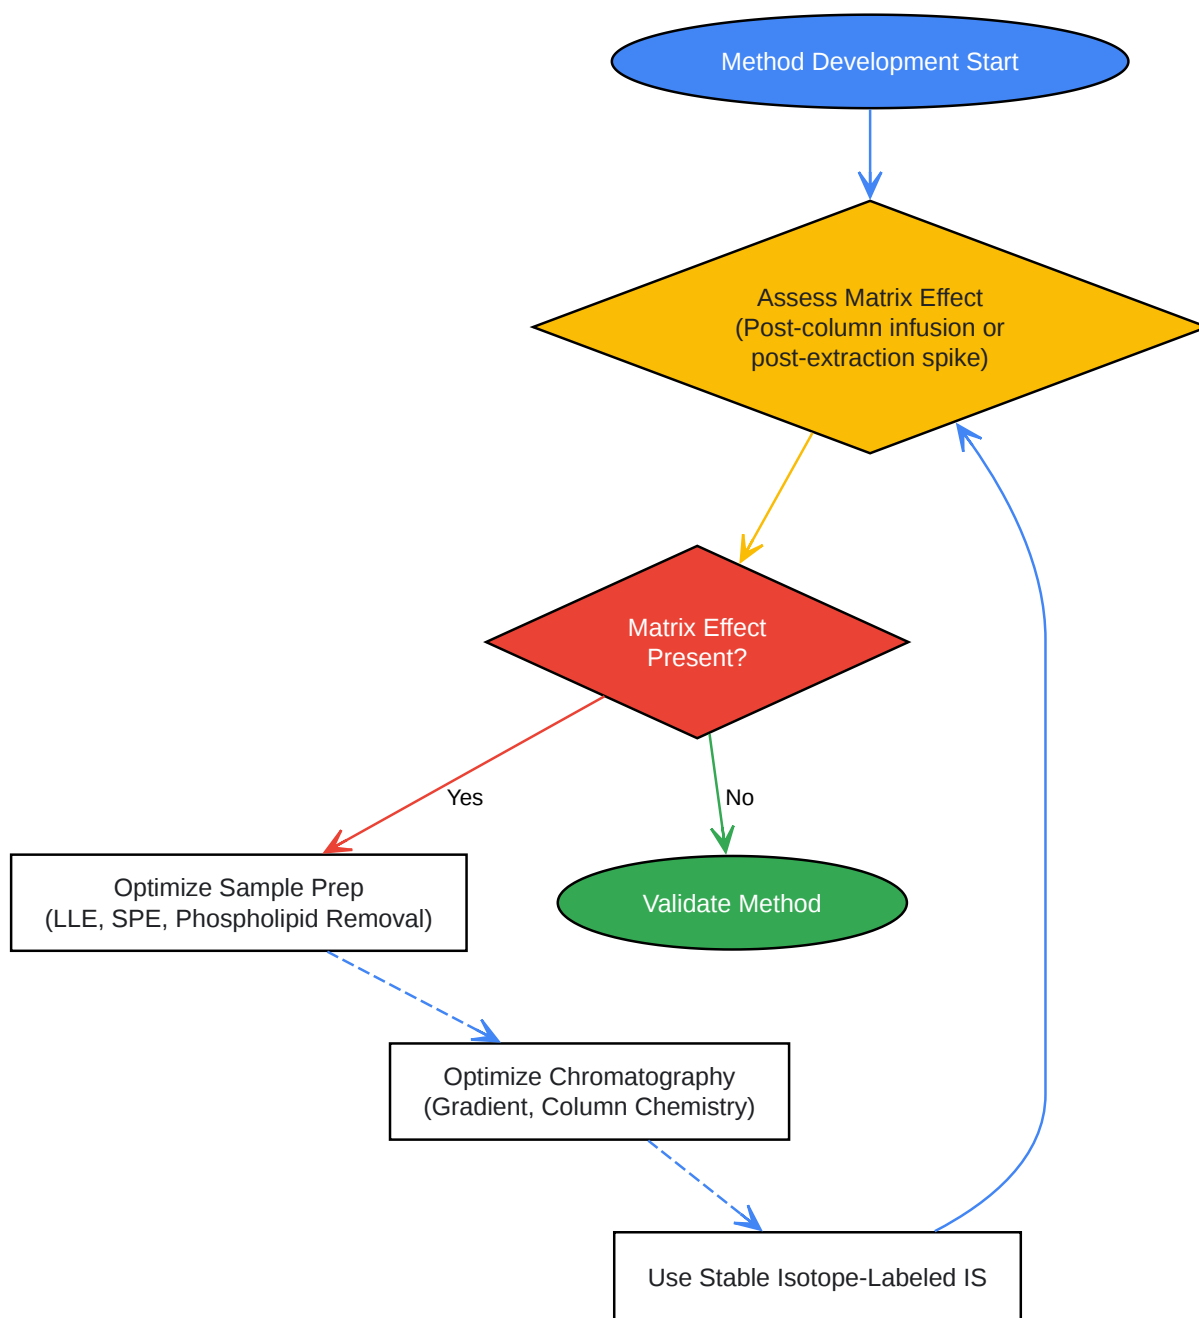 Method Development Start
Assess Matrix Effect
(Post-column infusion or
post-extraction spike)
Matrix Effect
Present?
Yes
No
Optimize Sample Prep
(LLE, SPE, Phospholipid Removal)
Validate Method
Optimize Chromatography
(Gradient, Column Chemistry)
Use Stable Isotope-Labeled IS